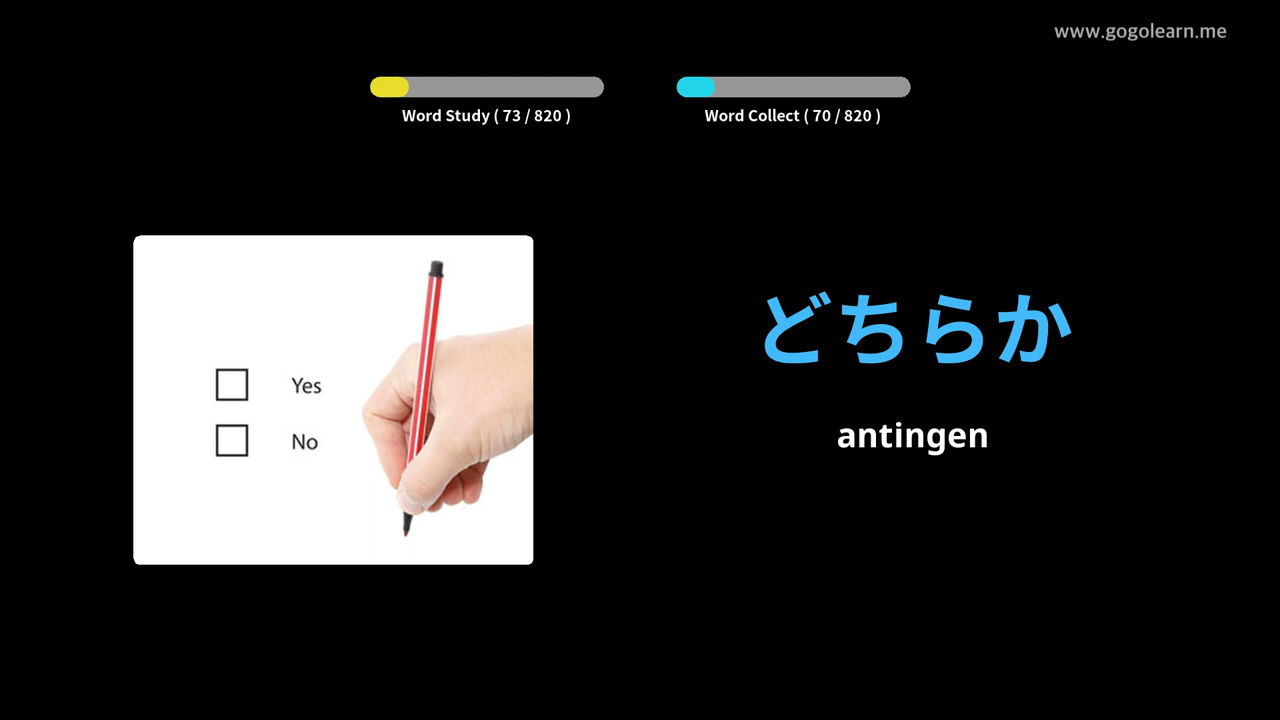 www.gogolearn.me
Word Study ( 73 / 820 )
Word Collect ( 70 / 820 )
Yes
No
どちらか
antingen